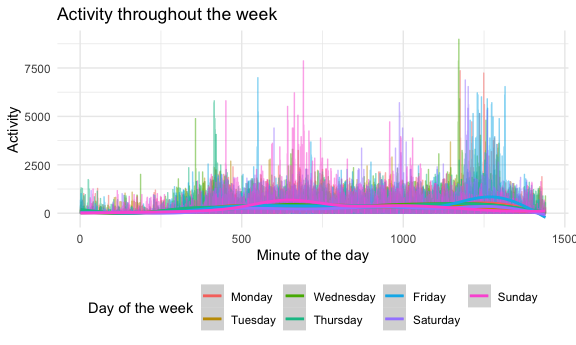 Activity throughout the week
7500
5000
2500
0
Activity
0 500 1000 1500
Minute of the day
Day of the week
Monday Wednesday Friday Sunday
Tuesday Thursday Saturday